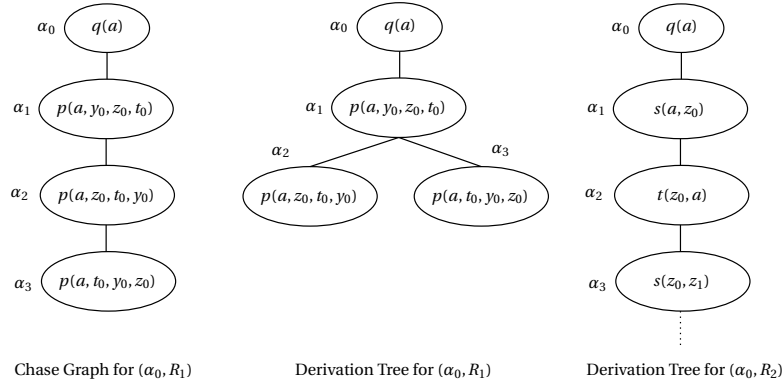 α₀ q(a)
α₁ p(a, y₀, z₀, t₀)
α₂ p(a, z₀, t₀, y₀)
α₃ p(a, t₀, y₀, z₀)
Chase Graph for (α₀, R₁)
α₀ q(a)
α₁ p(a, y₀, z₀, t₀)
α₂ α₃
p(a, z₀, t₀, y₀) p(a, t₀, y₀, z₀)
Derivation Tree for (α₀, R₁)
α₀ q(a)
α₁ s(a, z₀)
α₂ t(z₀, a)
α₃ s(z₀, z₁)
Derivation Tree for (α₀, R₂)